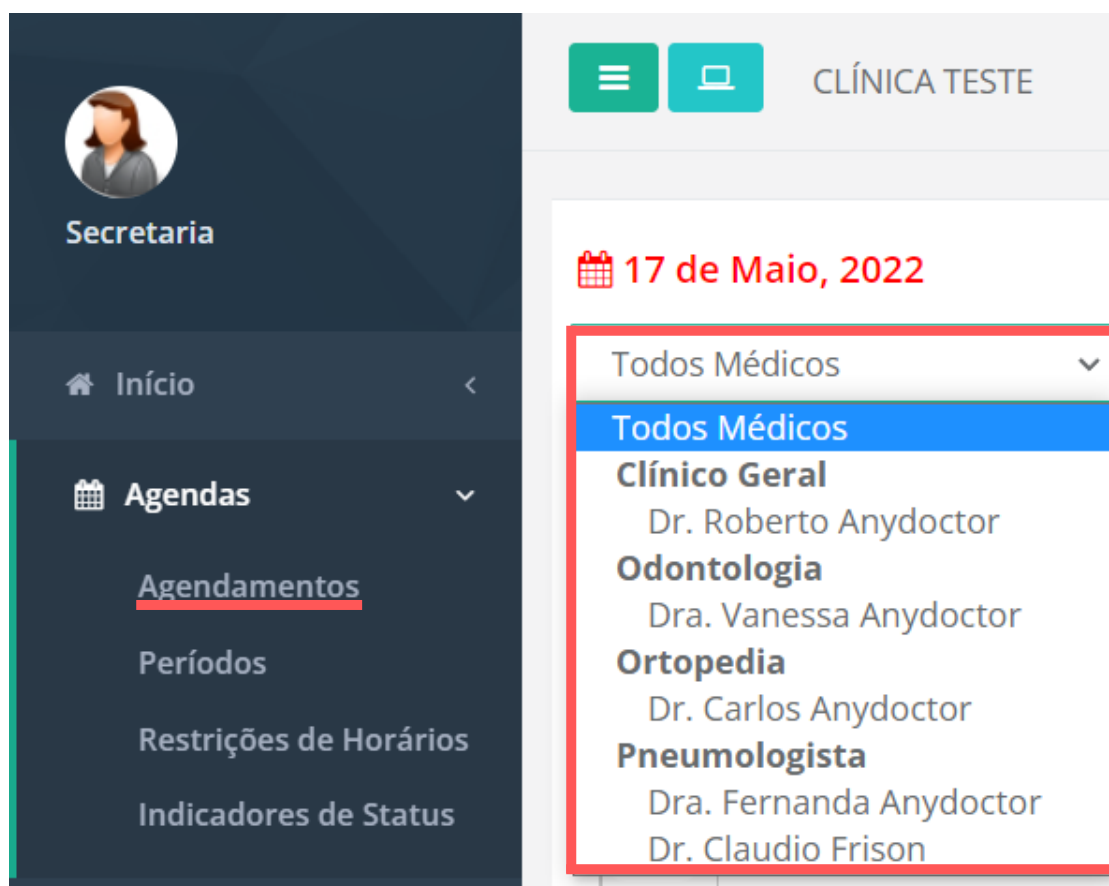 Secretaria
Início
Agendas
Agendamentos
Períodos
Restrições de Horários
Indicadores de Status
CLÍNICA TESTE
17 de Maio, 2022
Todos Médicos
Todos Médicos
Clínico Geral
Dr. Roberto Anydoctor
Odontologia
Dra. Vanessa Anydoctor
Ortopedia
Dr. Carlos Anydoctor
Pneumologista
Dra. Fernanda Anydoctor
Dr. Claudio Frison